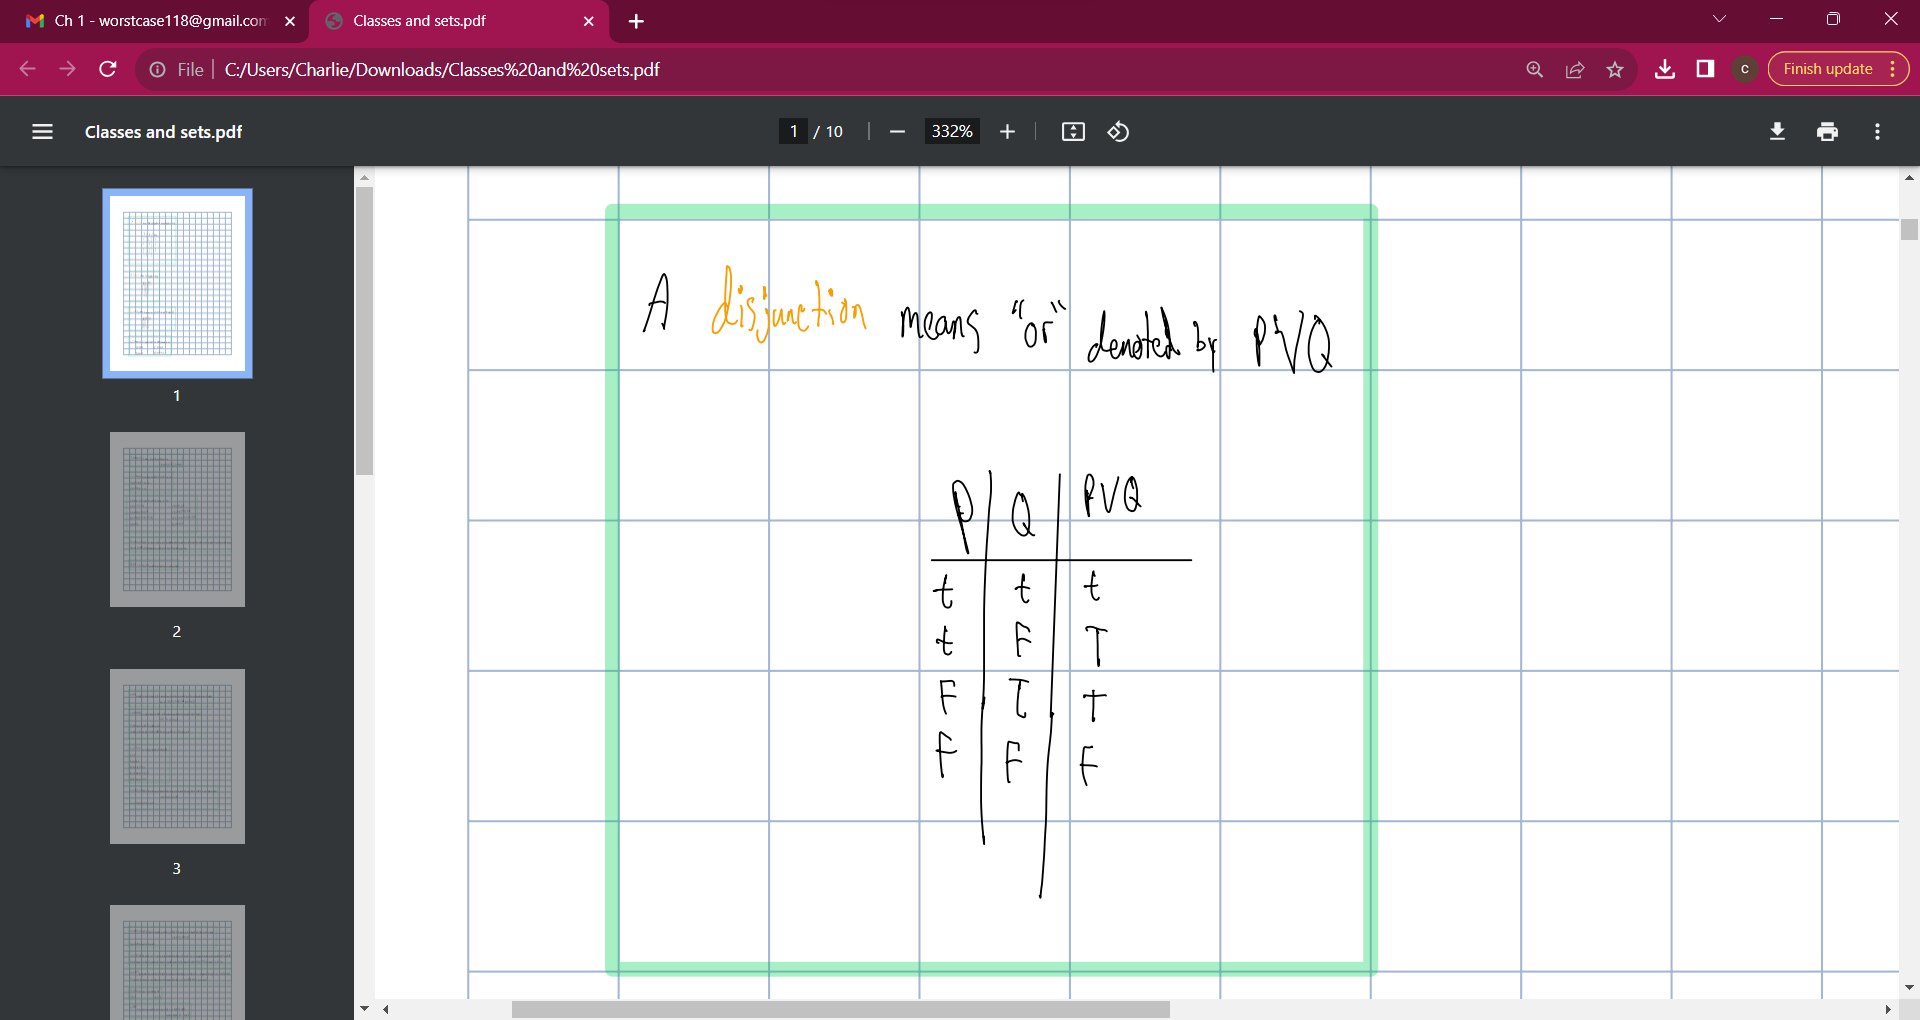 Ch 1 - worstcase118@gmail.com
Classes and sets.pdf
File
C:/Users/Charlie/Downloads/Classes%20and%20sets.pdf
C
Finish update
Classes and sets.pdf
1 / 10
332%
A disjunction means "or" denoted by PVQ
P Q PVQ
t t t
t F T
F T T
F F F
1
2
3